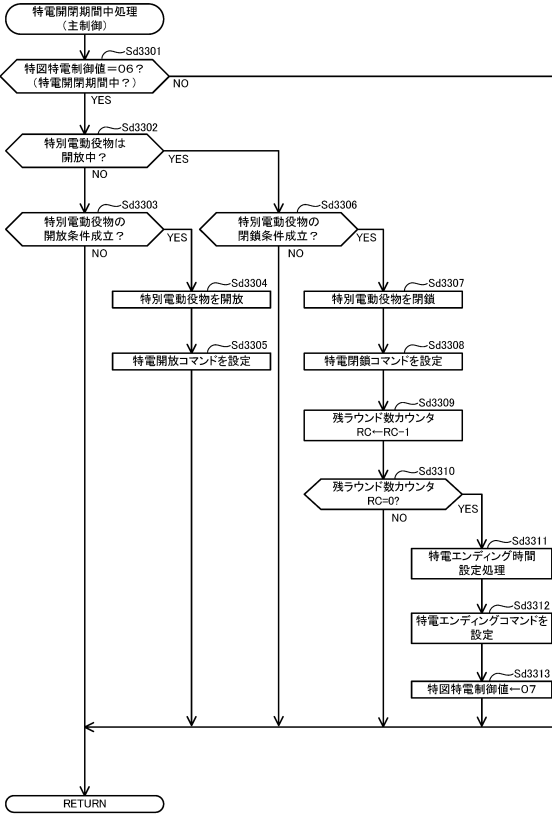 特電開閉期間中処理
(主制御)
Sd3301
特図特電制御値=06?
(特電開閉期間中?)
NO
YES
Sd3302
特別電動役物は
開放中?
YES
NO
Sd3303
特別電動役物の
開放条件成立?
YES
NO
Sd3306
特別電動役物の
閉鎖条件成立?
YES
NO
Sd3304
特別電動役物を開放
Sd3307
特別電動役物を閉鎖
Sd3305
特電開放コマンドを設定
Sd3308
特電閉鎖コマンドを設定
Sd3309
残ラウンド数カウンタ
RC←RC-1
Sd3310
残ラウンド数カウンタ
RC=0?
YES
NO
Sd3311
特電エンディング時間
設定処理
Sd3312
特電エンディングコマンドを
設定
Sd3313
特図特電制御値←07
RETURN